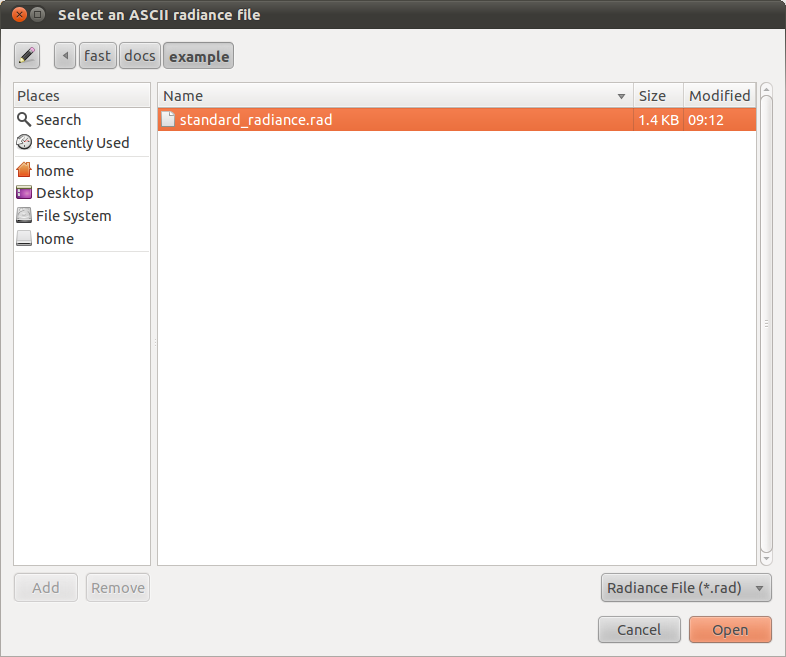 Select an ASCII radiance file
fast docs example
Places
Search
Recently Used
home
Desktop
File System
home
Name Size Modified
standard_radiance.rad 1.4 KB 09:12
Add Remove
Radiance File (*.rad)
Cancel Open